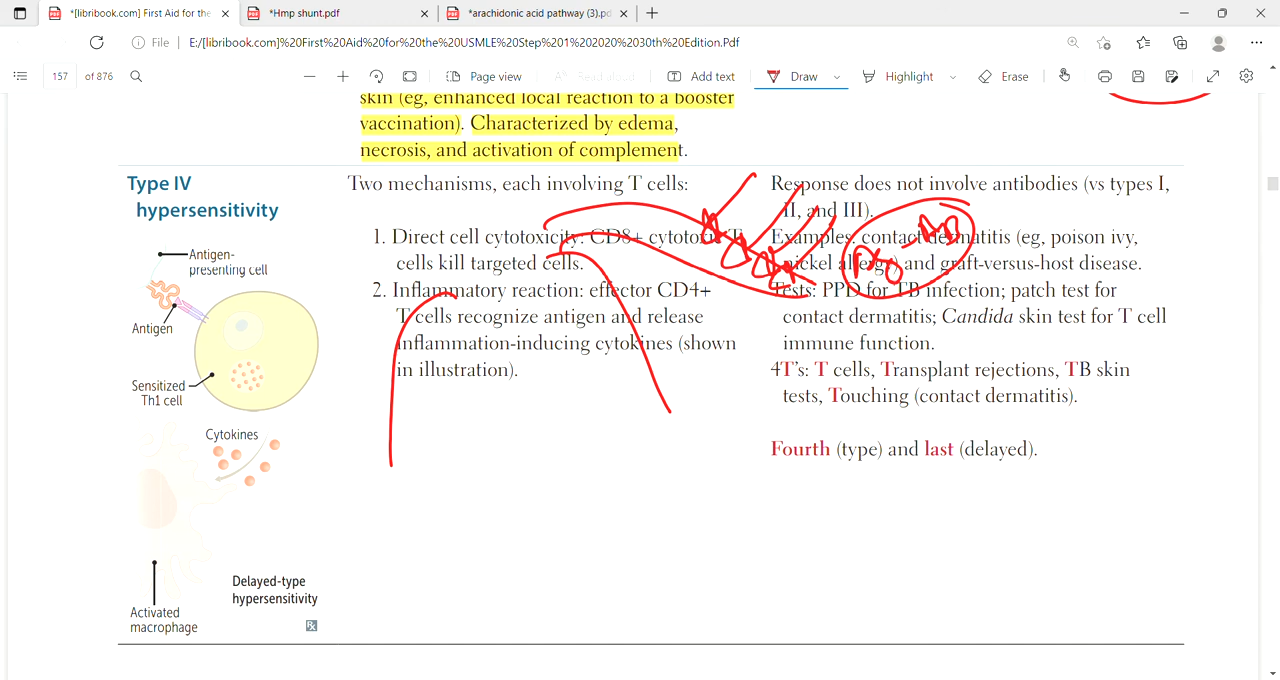 *[libribook.com] First Aid for the
*Hmp shunt.pdf
*arachidonic acid pathway (3).pd
File
E:/[libribook.com]%20First%20Aid%20for%20the%20USMLE%20Step%201%202020%2030th%20Edition.Pdf
157 of 876
Page view
Read aloud
Add text
Draw
Highlight
Erase
skin (eg, enhanced local reaction to a booster
vaccination). Characterized by edema,
necrosis, and activation of complement.
Type IV
hypersensitivity
Antigen-
presenting cell
Antigen
Sensitized
Th1 cell
Cytokines
Activated
macrophage
Delayed-type
hypersensitivity
Rx
Two mechanisms, each involving T cells:
1. Direct cell cytotoxicity: CD8+ cytotoxic T
cells kill targeted cells.
2. Inflammatory reaction: effector CD4+
T cells recognize antigen and release
inflammation-inducing cytokines (shown
in illustration).
Response does not involve antibodies (vs types I,
II, and III).
Examples: contact dermatitis (eg, poison ivy,
nickel allergy) and graft-versus-host disease.
Tests: PPD for TB infection; patch test for
contact dermatitis; Candida skin test for T cell
immune function.
4T's: T cells, Transplant rejections, TB skin
tests, Touching (contact dermatitis).
Fourth (type) and last (delayed).